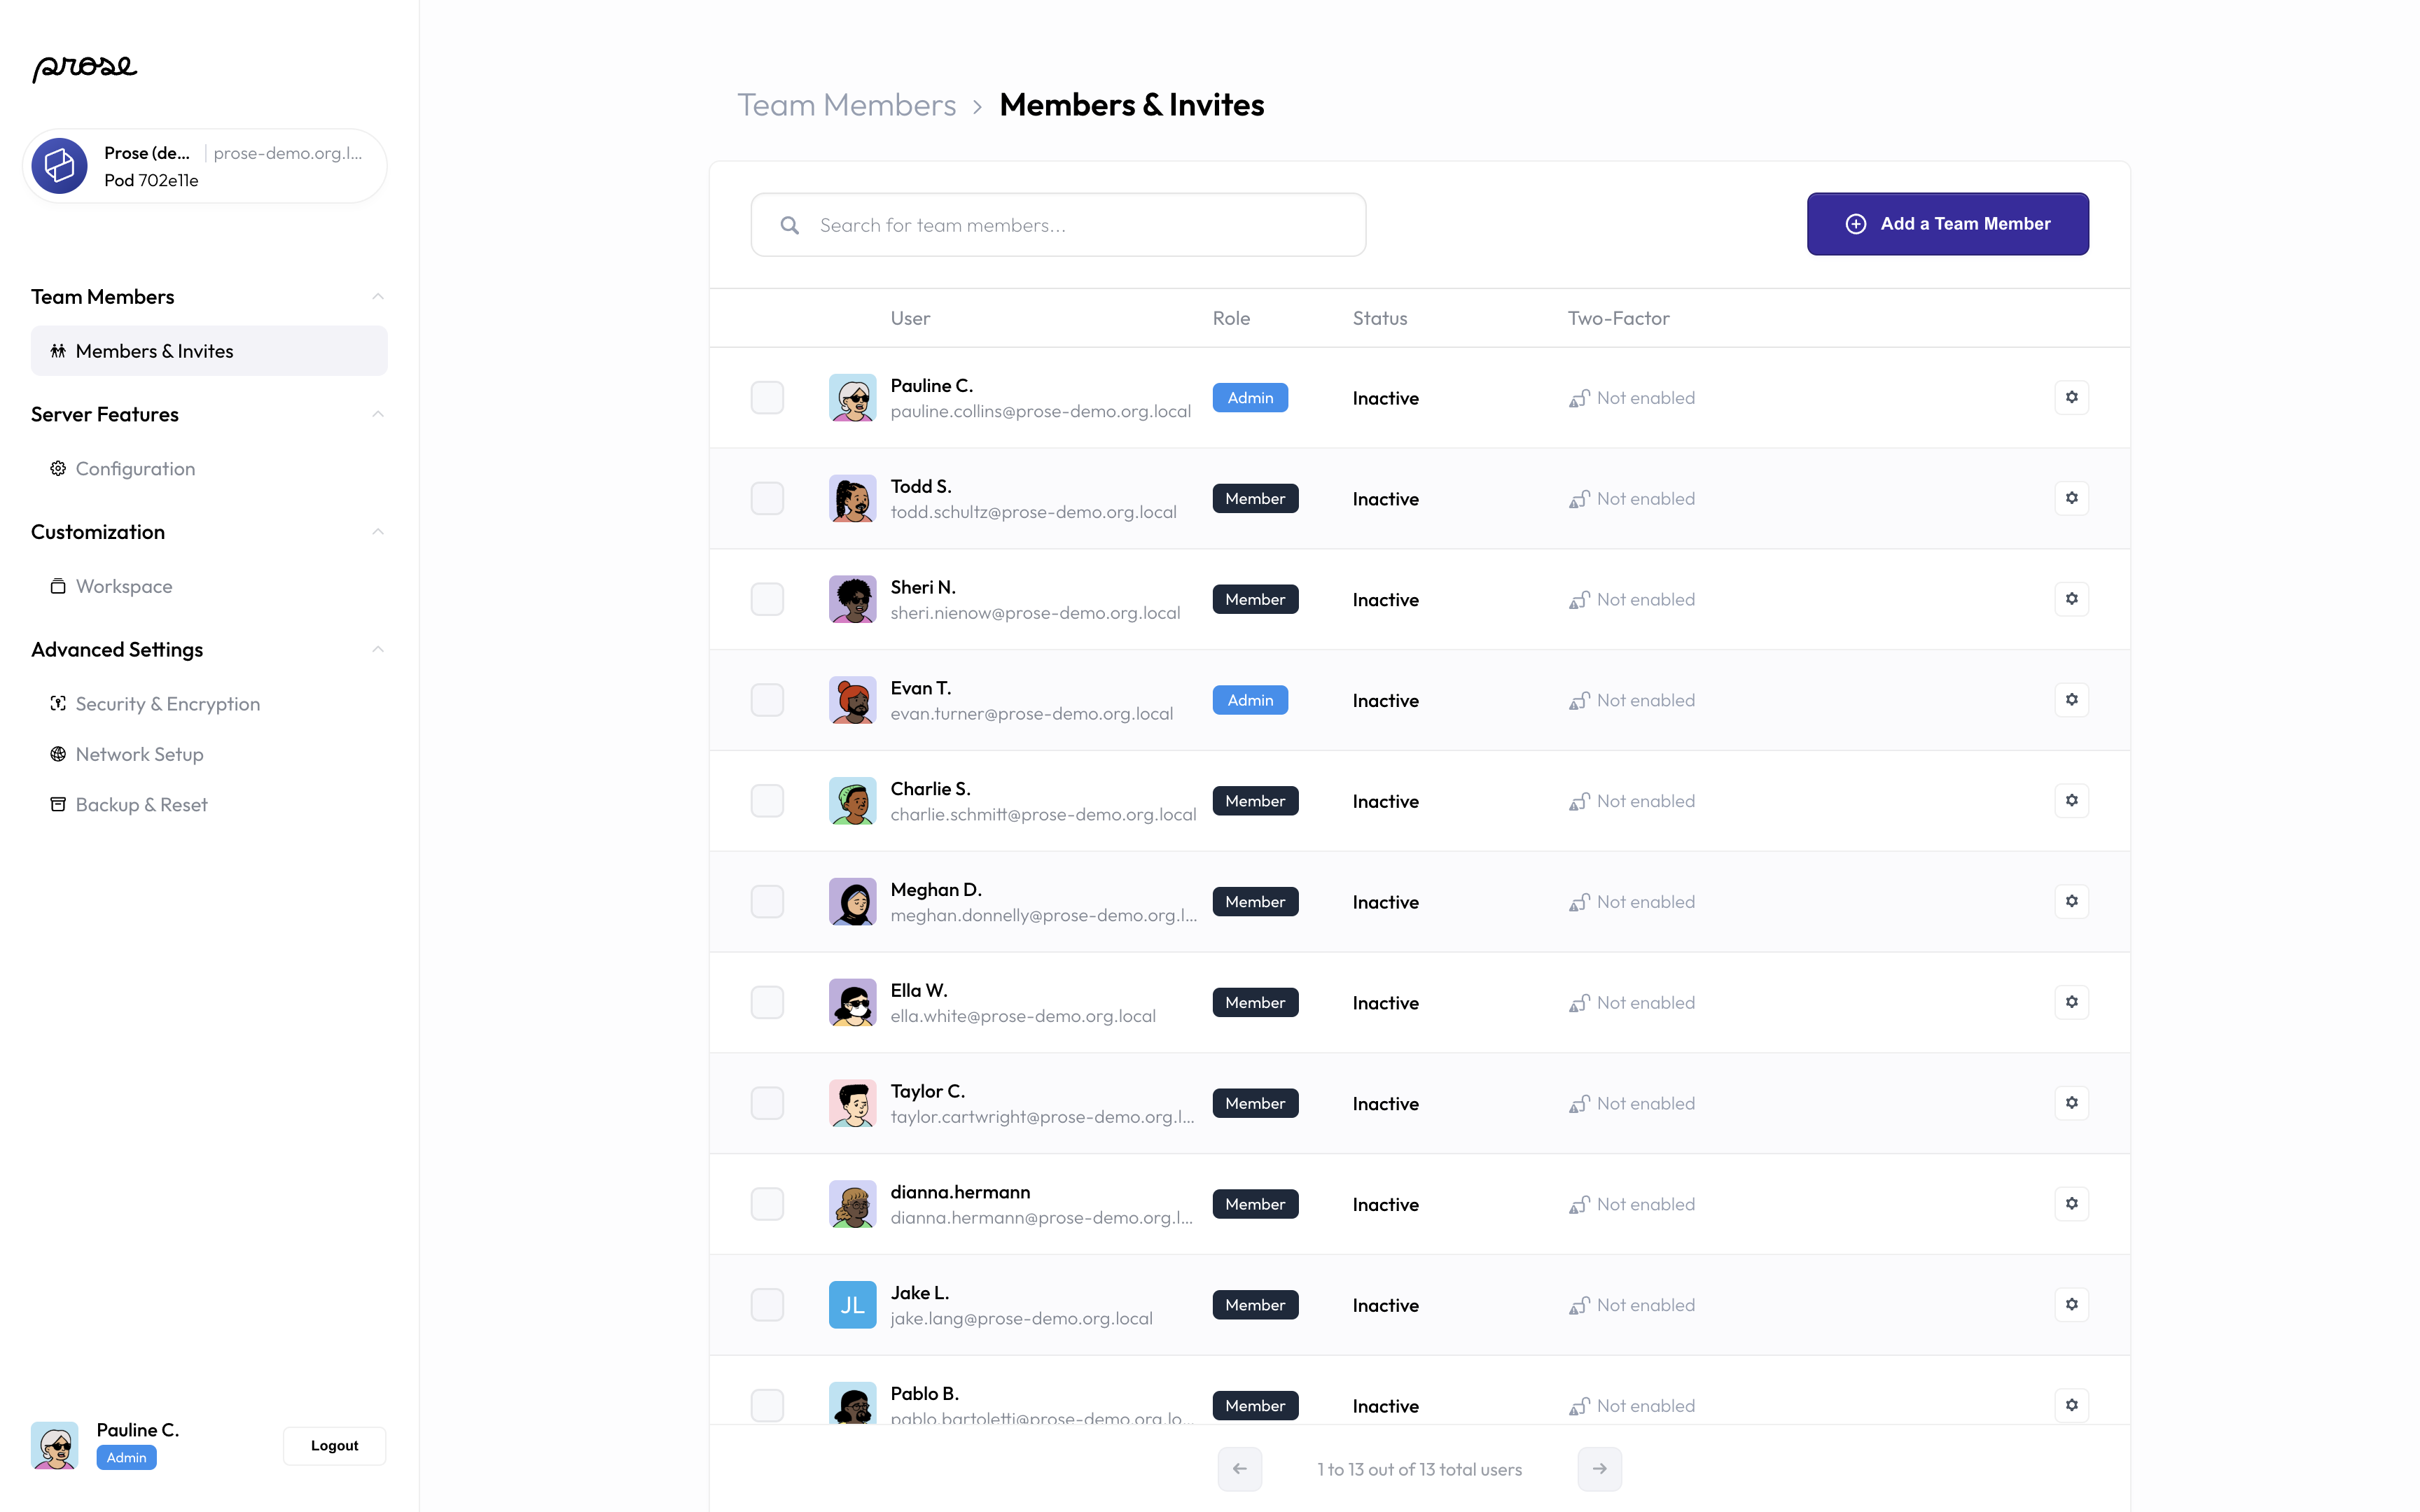 prose
Prose (de... prose-demo.org.l...
Pod 702e11e
Team Members
Members & Invites
Server Features
Configuration
Customization
Workspace
Advanced Settings
Security & Encryption
Network Setup
Backup & Reset
Pauline C.
Admin
Logout
Team Members › Members & Invites
Search for team members...
Add a Team Member
User Role Status Two-Factor
Pauline C.
pauline.collins@prose-demo.org.local
Admin Inactive Not enabled
Todd S.
todd.schultz@prose-demo.org.local
Member Inactive Not enabled
Sheri N.
sheri.nienow@prose-demo.org.local
Member Inactive Not enabled
Evan T.
evan.turner@prose-demo.org.local
Admin Inactive Not enabled
Charlie S.
charlie.schmitt@prose-demo.org.local
Member Inactive Not enabled
Meghan D.
meghan.donnelly@prose-demo.org.l...
Member Inactive Not enabled
Ella W.
ella.white@prose-demo.org.local
Member Inactive Not enabled
Taylor C.
taylor.cartwright@prose-demo.org.l...
Member Inactive Not enabled
dianna.hermann
dianna.hermann@prose-demo.org.l...
Member Inactive Not enabled
JL
Jake L.
jake.lang@prose-demo.org.local
Member Inactive Not enabled
Pablo B.
pablo.bartoletti@prose-demo.org.lo...
Member Inactive Not enabled
1 to 13 out of 13 total users